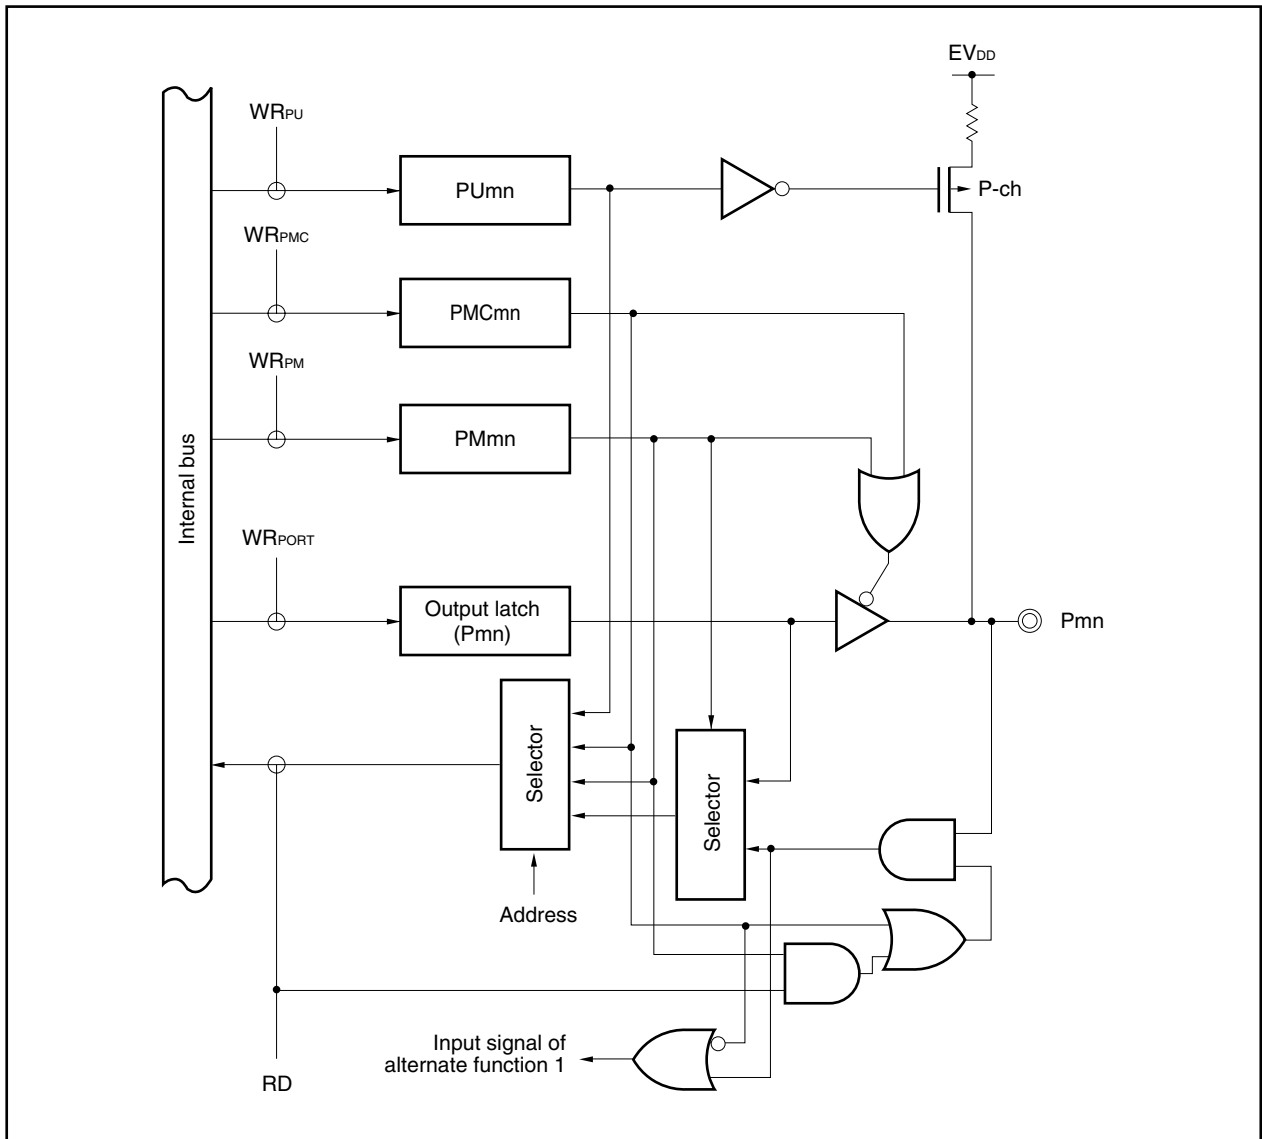 EVDD
WRPU
PUmn
P-ch
WRPMC
PMCmn
WRPM
PMmn
Internal bus
WRPORT
Output latch
(Pmn)
Pmn
Selector
Selector
Address
Input signal of
alternate function 1
RD